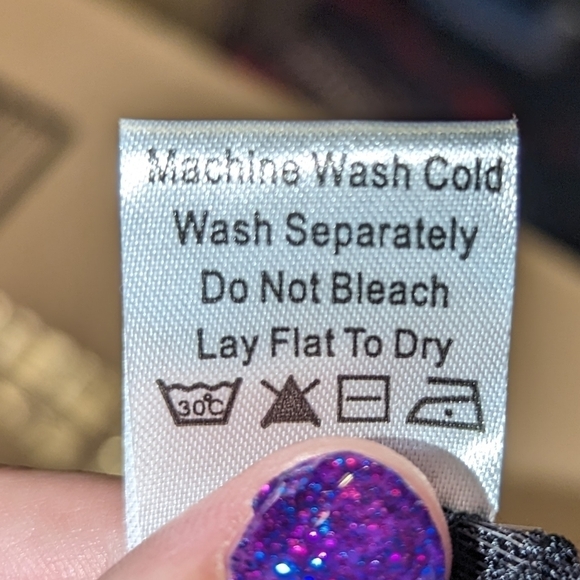 Machine Wash Cold
Wash Separately
Do Not Bleach
Lay Flat To Dry
30℃